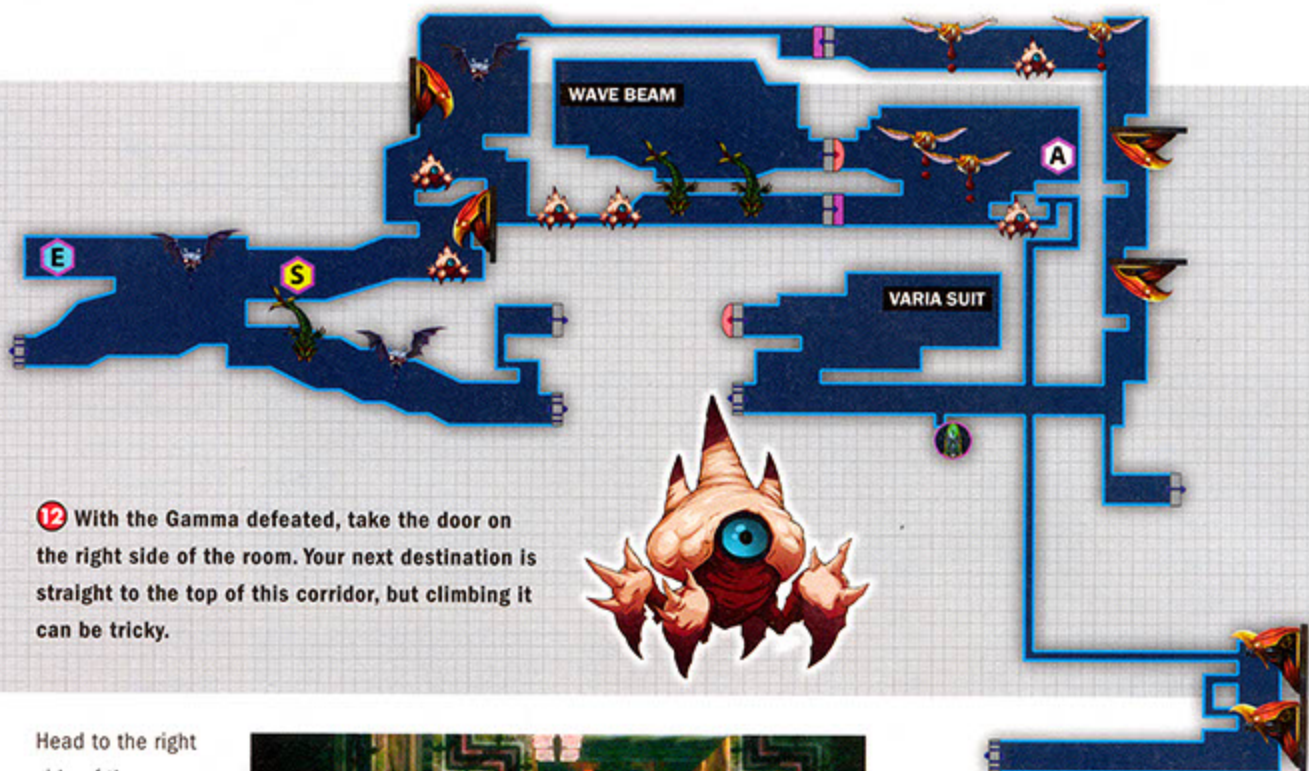 WAVE BEAM
A
E
S
VARIA SUIT
12 With the Gamma defeated, take the door on
the right side of the room. Your next destination is
straight to the top of this corridor, but climbing it
can be tricky.
Head to the right